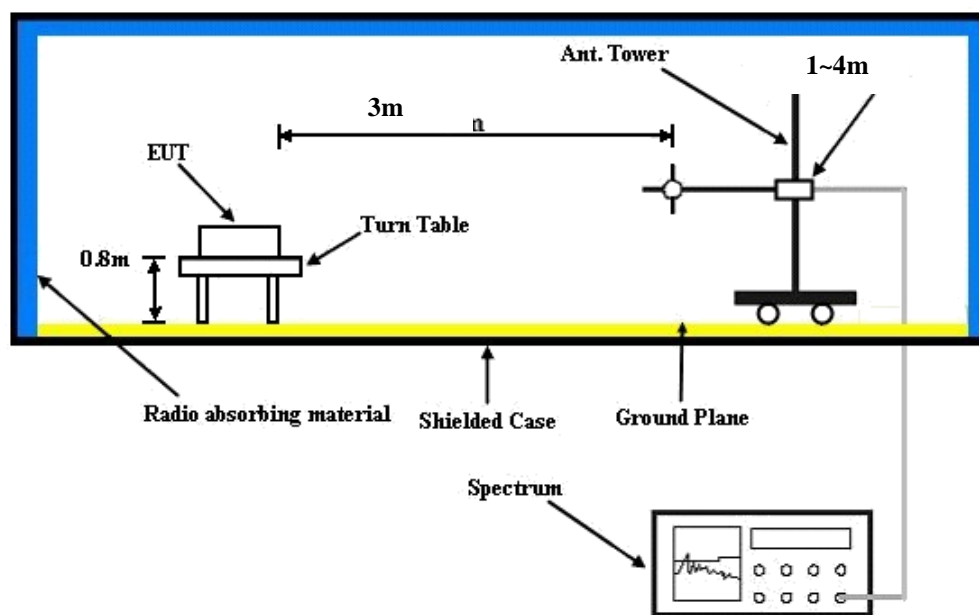 Ant. Tower
1~4m
3m
EUT
Turn Table
0.8m
Radio absorbing material
Shielded Case
Ground Plane
Spectrum